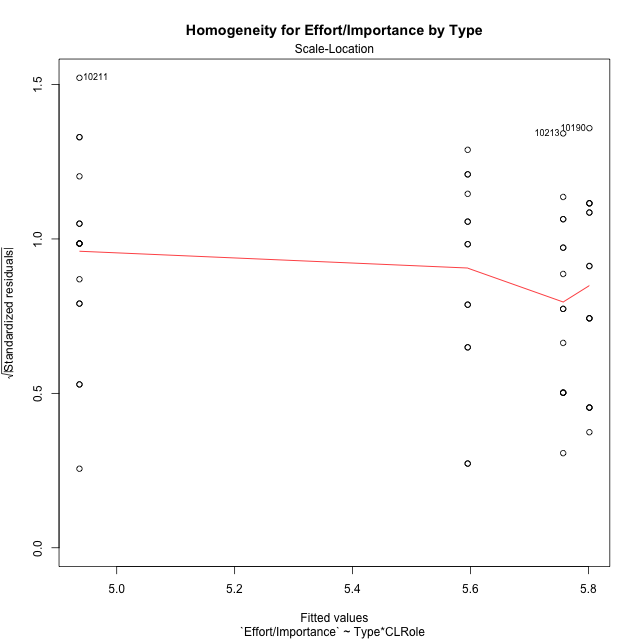 Homogeneity for Effort/Importance by Type
Scale-Location
1.5
1.0
0.5
0.0
√|Standardized residuals|
10211
10213
10190
5.0 5.2 5.4 5.6 5.8
Fitted values
`Effort/Importance` ~ Type*CLRole